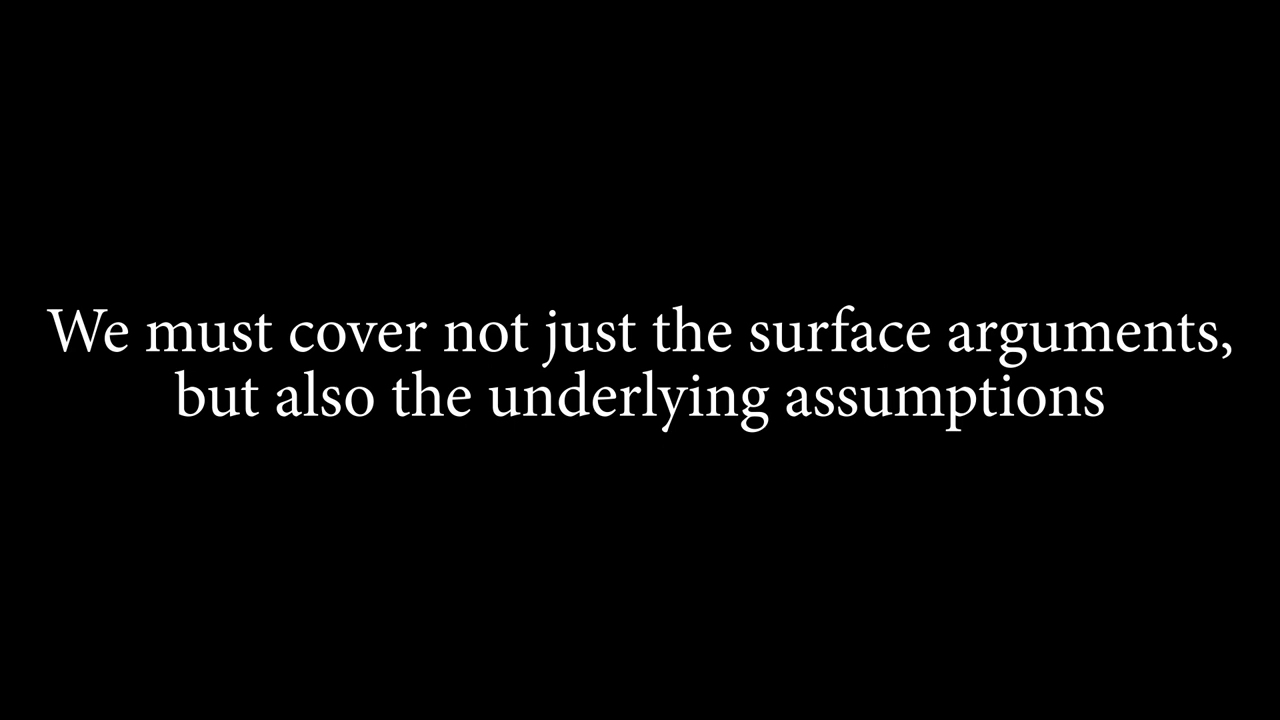 We must cover not just the surface arguments,
but also the underlying assumptions